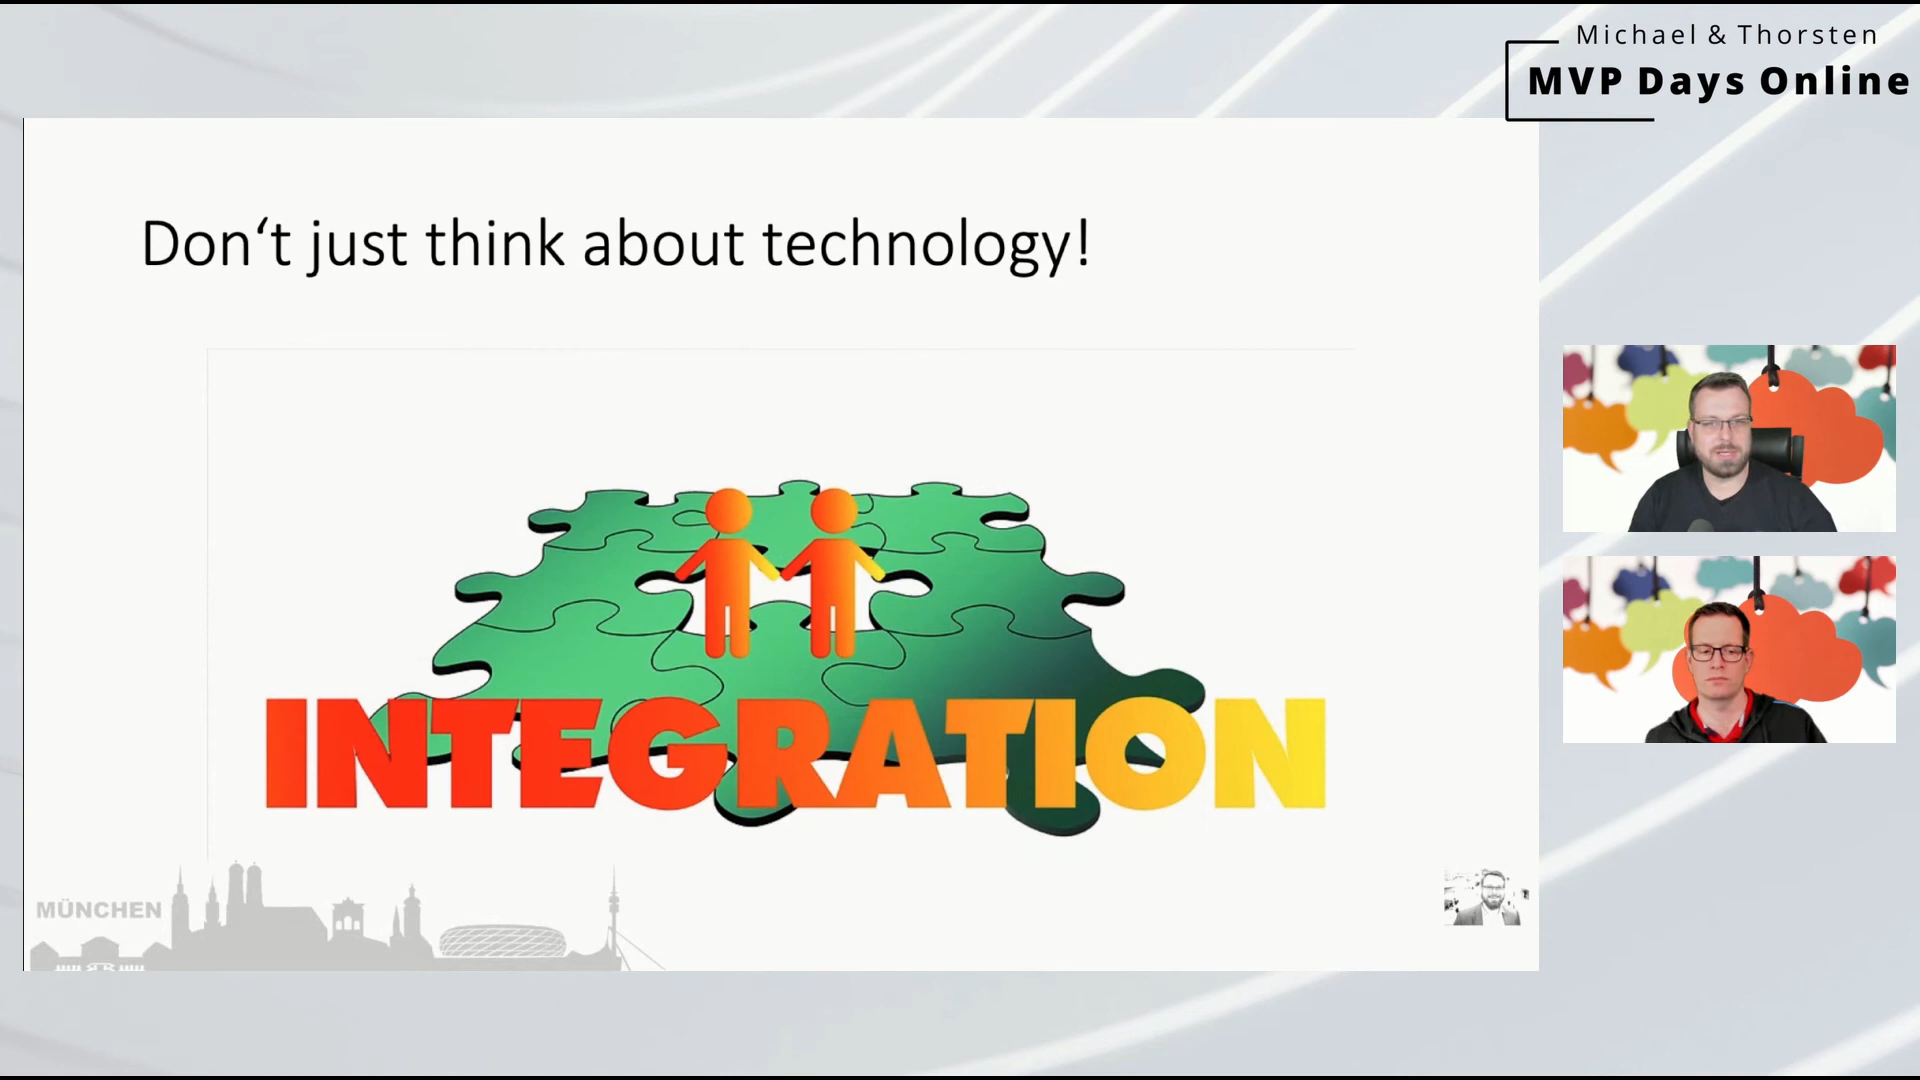 Michael & Thorsten
MVP Days Online
Don‘t just think about technology!
INTEGRATION
MÜNCHEN